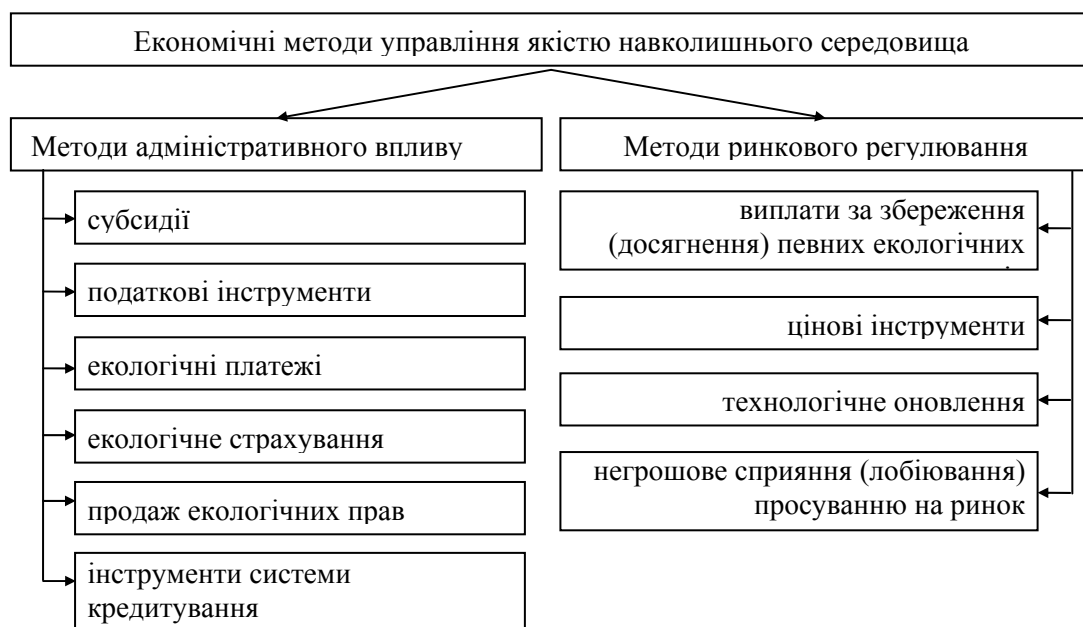 Економічні методи управління якістю навколишнього середовища
Методи адміністративного впливу
субсидії
податкові інструменти
екологічні платежі
екологічне страхування
продаж екологічних прав
інструменти системи
кредитування
Методи ринкового регулювання
виплати за збереження
(досягнення) певних екологічних
цінові інструменти
технологічне оновлення
негрошове сприяння (лобіювання)
просуванню на ринок